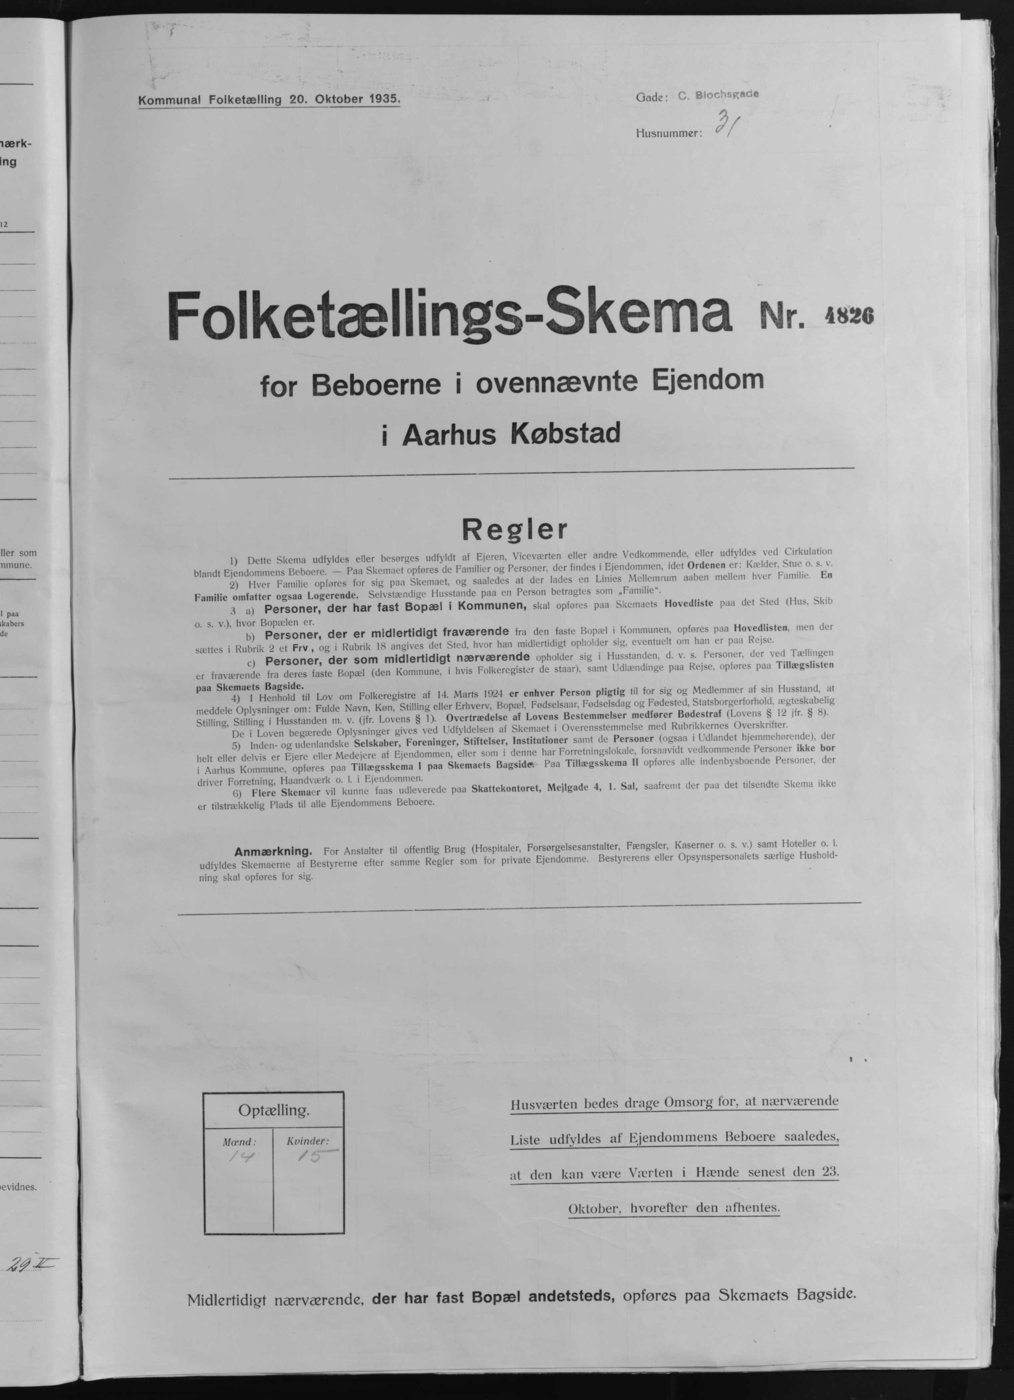 Kommunal Folketælling 20. Oktober 1935.
Gade: C. Blochsgade
Husnummer: 31
Folketællings-Skema Nr. 4826
for Beboerne i ovennævnte Ejendom
i Aarhus Købstad
Regler
1) Dette Skema udfyldes eller besørges udfyldt af Ejeren, Viceværten eller andre Vedkommende, eller udfyldes ved Cirkulation
blandt Ejendommens Beboere. — Paa Skemaet opføres de Familier og Personer, der findes i Ejendommen, idet Ordenen er: Kælder, Stue o. s. v.
2) Hver Familie opføres for sig paa Skemaet, og saaledes at der lades en Linies Mellemrum aaben mellem hver Familie. En
Familie omfatter ogsaa Logerende. Selvstændige Husstande paa en Person betragtes som „Familie“.
3 a) Personer, der har fast Bopæl i Kommunen, skal opføres paa Skemaets Hovedliste paa det Sted (Hus, Skib
o. s. v.), hvor Bopælen er.
b) Personer, der er midlertidigt fraværende fra den faste Bopæl i Kommunen, opføres paa Hovedlisten, men der
sættes i Rubrik 2 et Frv, og i Rubrik 18 angives det Sted, hvor han midlertidigt opholder sig, eventuelt om han er paa Rejse.
c) Personer, der som midlertidigt nærværende opholder sig i Husstanden, d. v. s. Personer, der ved Tællingen
er fraværende fra deres faste Bopæl (den Kommune, i hvis Folkeregister de staar), samt Udlændinge paa Rejse, opføres paa Tillægslisten
paa Skemaets Bagside.
4) I Henhold til Lov om Folkeregistre af 14. Marts 1924 er enhver Person pligtig til for sig og Medlemmer af sin Husstand, at
meddele Oplysninger om: Fulde Navn, Køn, Stilling eller Erhverv, Bopæl, Fødselsaar, Fødselsdag og Fødested, Statsborgerforhold, ægteskabelig
Stilling, Stilling i Husstanden m. v. (jfr. Lovens § 1). Overtrædelse af Lovens Bestemmelser medfører Bødestraf (Lovens § 12 jfr. § 8).
De i Loven begærede Oplysninger gives ved Udfyldelsen af Skemaet i Overensstemmelse med Rubrikkernes Overskrifter.
5) Inden- og udenlandske Selskaber, Foreninger, Stiftelser, Institutioner samt de Personer (ogsaa i Udlandet hjemmehørende), der
helt eller delvis er Ejere eller Medejere af Ejendommen, eller som i denne har Forretningslokale, forsaavidt vedkommende Personer ikke bor
i Aarhus Kommune, opføres paa Tillægsskema I paa Skemaets Bagside. Paa Tillægsskema II opføres alle indenbysboende Personer, der
driver Forretning, Haandværk o. l. i Ejendommen.
6) Flere Skemaer vil kunne faas udleverede paa Skattekontoret, Mejlgade 4, 1. Sal, saafremt der paa det tilsendte Skema ikke
er tilstrækkelig Plads til alle Ejendommens Beboere.
Anmærkning. For Anstalter til offentlig Brug (Hospitaler, Forsørgelsesanstalter, Fængsler, Kaserner o. s. v.) samt Hoteller o. l.
udfyldes Skemaerne af Bestyrerne efter samme Regler som for private Ejendomme. Bestyrerens eller Opsynspersonalets særlige Hushold-
ning skal opføres for sig.
Optælling.
Mænd: Kvinder:
14 15
Husværten bedes drage Omsorg for, at nærværende
Liste udfyldes af Ejendommens Beboere saaledes,
at den kan være Værten i Hænde senest den 23.
Oktober, hvorefter den afhentes.
Midlertidigt nærværende, der har fast Bopæl andetsteds, opføres paa Skemaets Bagside.
mærk-
ing
12
ller som
mmune.
l paa
skabers
de
evidnes.
29 II